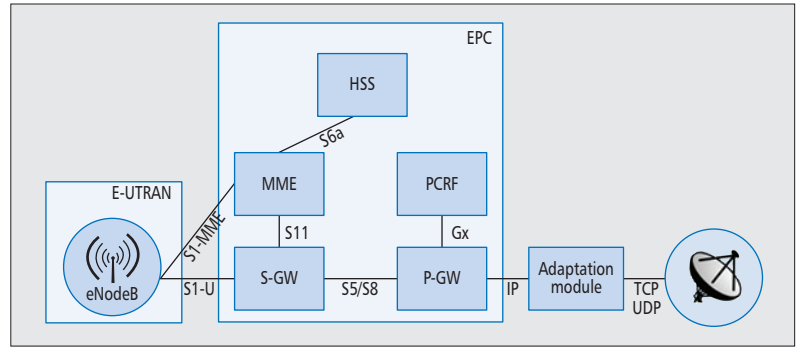 EPC
HSS
S6a
E-UTRAN
MME
PCRF
S1-MME
S11
Gx
eNodeB
S1-U
S-GW
S5/S8
P-GW
IP
Adaptation
module
TCP
UDP